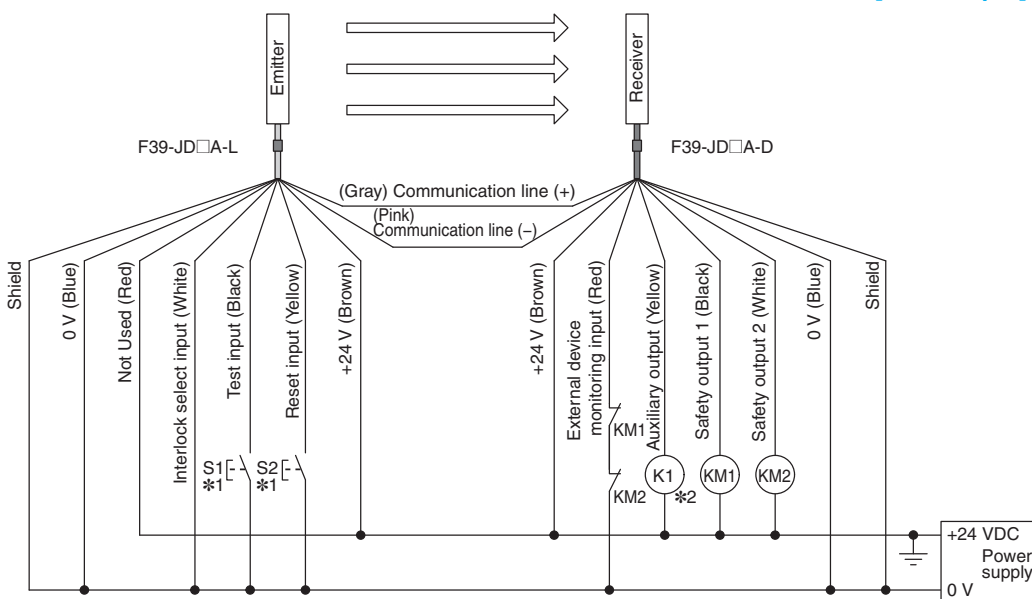 Emitter
Receiver
F39-JD□A-L
F39-JD□A-D
(Gray) Communication line (+)
(Pink)
Communication line (−)
Shield
0 V (Blue)
Not Used (Red)
Interlock select input (White)
Test input (Black)
Reset input (Yellow)
+24 V (Brown)
+24 V (Brown)
External device
monitoring input (Red)
Auxiliary output (Yellow)
Safety output 1 (Black)
Safety output 2 (White)
0 V (Blue)
Shield
S1
*1
S2
*1
KM1
KM2
K1
*2
KM1
KM2
+24 VDC
Power
supply
0 V